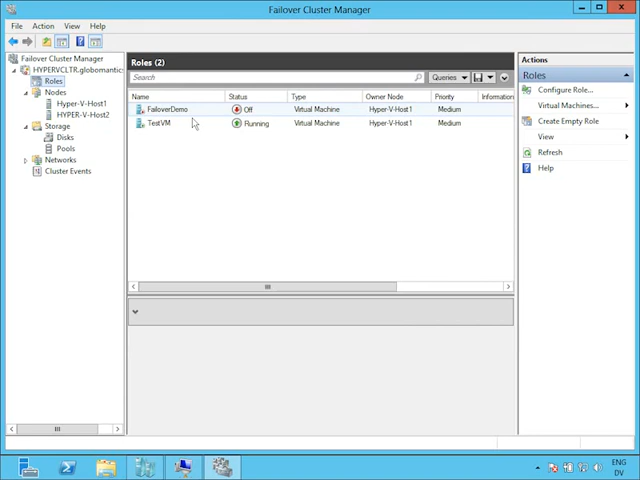 Failover Cluster Manager
File Action View Help
Failover Cluster Manager
HYPERVCLTR.globomantics
Roles
Nodes
Hyper-V-Host1
HYPER-V-Host2
Storage
Disks
Pools
Networks
Cluster Events
Roles (2)
Search
Queries
Name Status Type Owner Node Priority Information
FailoverDemo Off Virtual Machine Hyper-V-Host1 Medium
TestVM Running Virtual Machine Hyper-V-Host1 Medium
Actions
Roles
Configure Role...
Virtual Machines...
Create Empty Role
View
Refresh
Help
ENG
DV